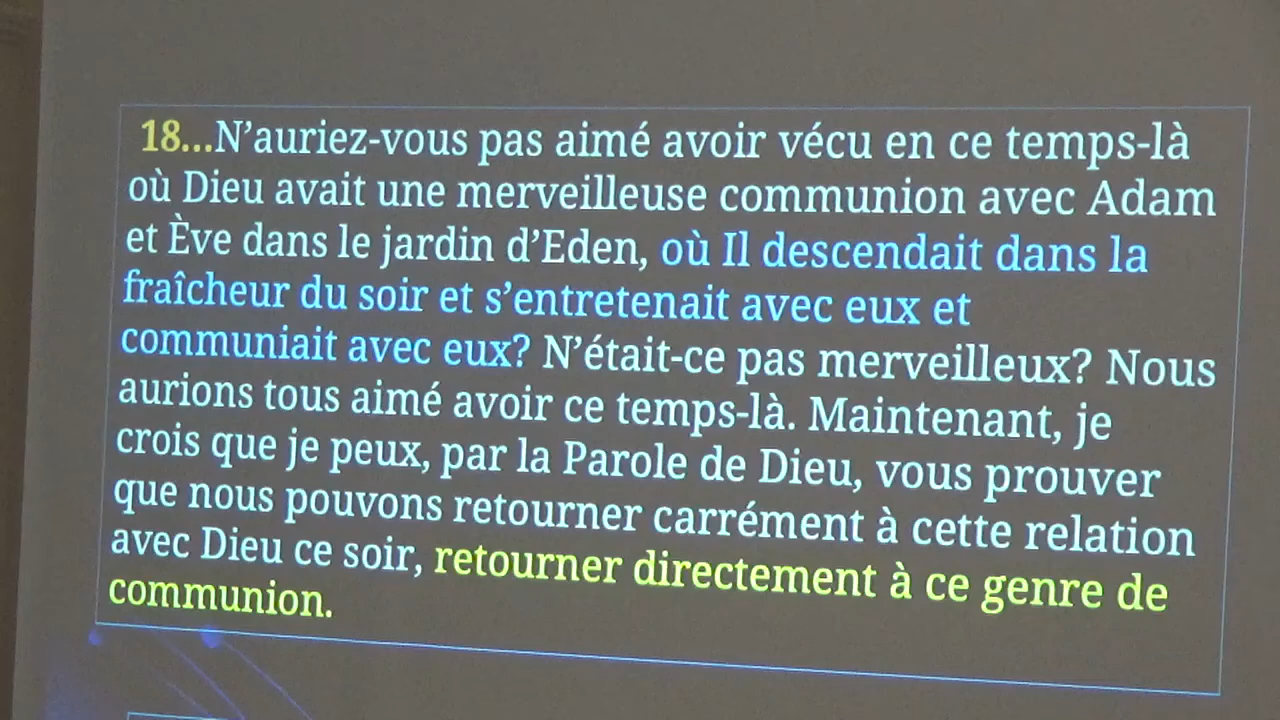 18...N'auriez-vous pas aimé avoir vécu en ce temps-là
où Dieu avait une merveilleuse communion avec Adam
et Ève dans le jardin d'Eden, où Il descendait dans la
fraîcheur du soir et s'entretenait avec eux et
communiait avec eux? N'était-ce pas merveilleux? Nous
aurions tous aimé avoir ce temps-là. Maintenant, je
crois que je peux, par la Parole de Dieu, vous prouver
que nous pouvons retourner carrément à cette relation
avec Dieu ce soir, retourner directement à ce genre de
communion.